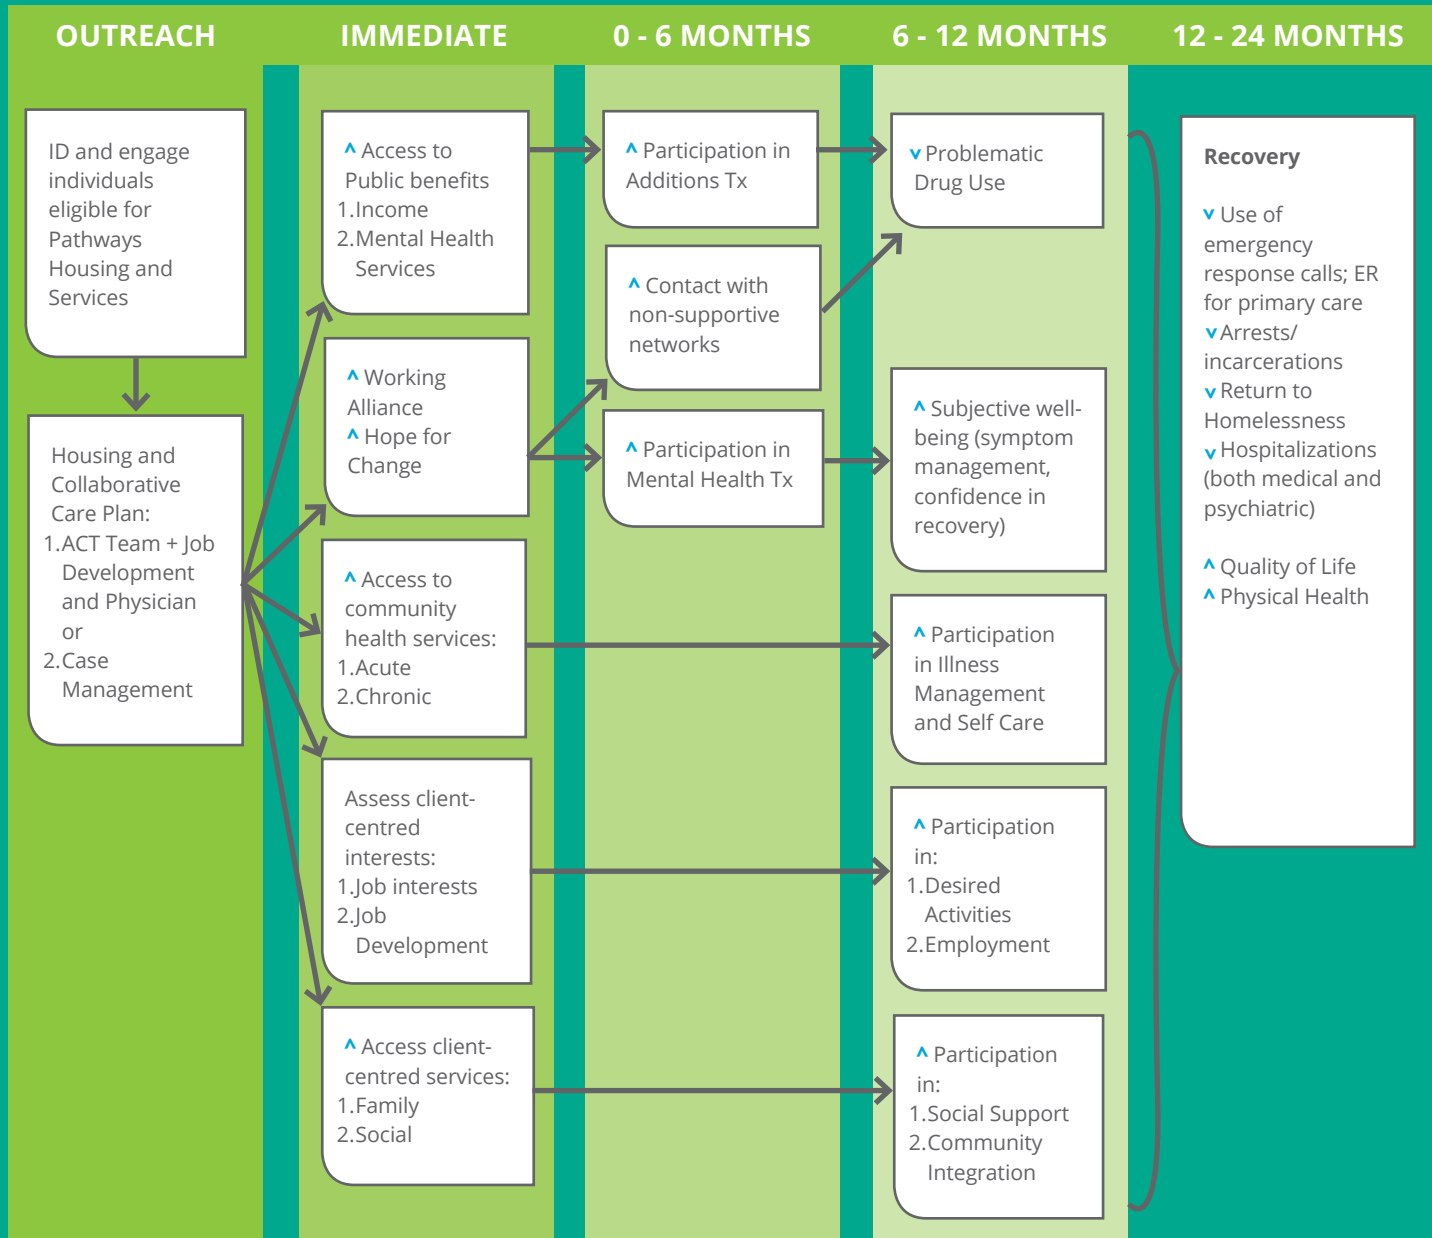 OUTREACH
IMMEDIATE
0 - 6 MONTHS
6 - 12 MONTHS
12 - 24 MONTHS
ID and engage
individuals
eligible for
Pathways
Housing and
Services
Housing and
Collaborative
Care Plan:
1.ACT Team + Job
Development
and Physician
or
2.Case
Management
^ Access to
Public benefits
1.Income
2.Mental Health
Services
^ Working
Alliance
^ Hope for
Change
^ Access to
community
health services:
1.Acute
2.Chronic
Assess client-
centred
interests:
1.Job interests
2.Job
Development
^ Access client-
centred services:
1.Family
2.Social
^ Participation in
Additions Tx
^ Contact with
non-supportive
networks
^ Participation in
Mental Health Tx
v Problematic
Drug Use
^ Subjective well-
being (symptom
management,
confidence in
recovery)
^ Participation
in Illness
Management
and Self Care
^ Participation
in:
1.Desired
Activities
2.Employment
^ Participation
in:
1.Social Support
2.Community
Integration
Recovery
v Use of
emergency
response calls; ER
for primary care
v Arrests/
incarcerations
v Return to
Homelessness
v Hospitalizations
(both medical and
psychiatric)
^ Quality of Life
^ Physical Health